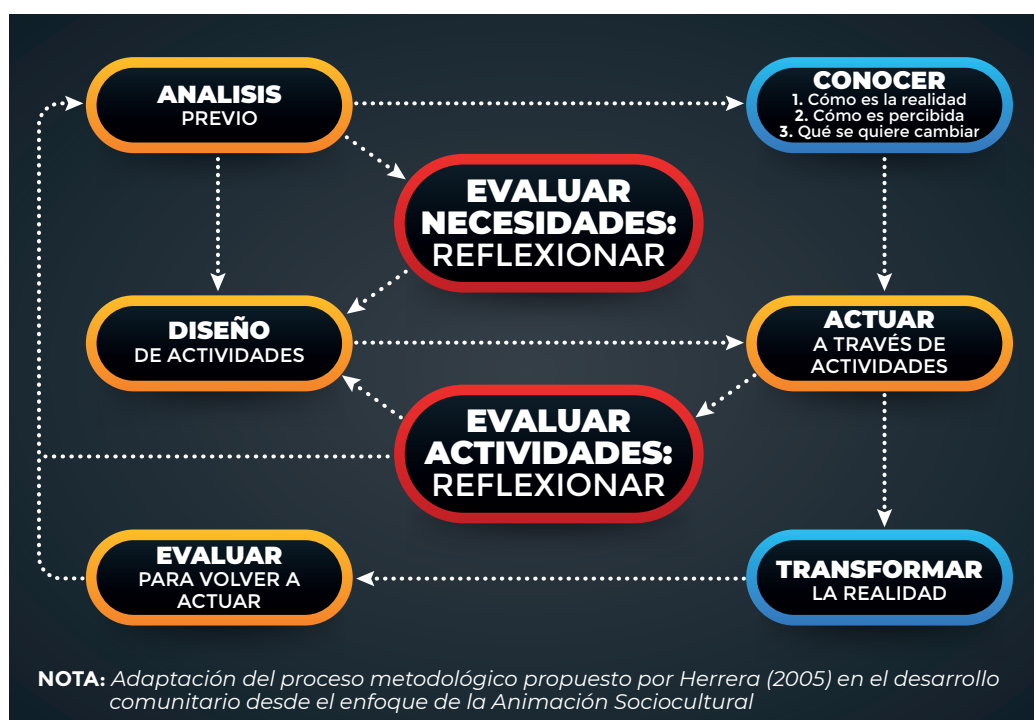 ANALISIS
PREVIO
CONOCER
1. Cómo es la realidad
2. Cómo es percibida
3. Qué se quiere cambiar
EVALUAR
NECESIDADES:
REFLEXIONAR
DISEÑO
DE ACTIVIDADES
ACTUAR
A TRAVÉS DE
ACTIVIDADES
EVALUAR
ACTIVIDADES:
REFLEXIONAR
EVALUAR
PARA VOLVER A
ACTUAR
TRANSFORMAR
LA REALIDAD
NOTA: Adaptación del proceso metodológico propuesto por Herrera (2005) en el desarrollo
comunitario desde el enfoque de la Animación Sociocultural